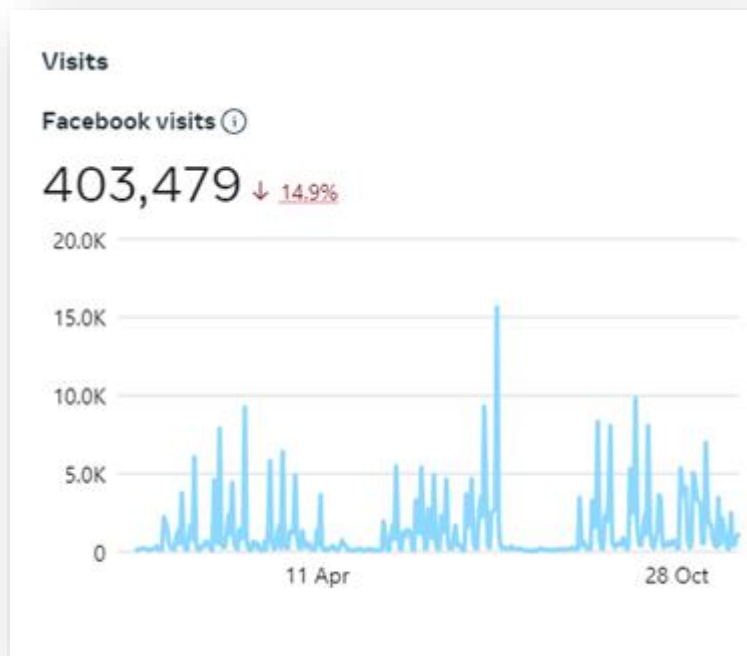 Visits
Facebook visits
403,479 ↓ 14.9%
20.0K
15.0K
10.0K
5.0K
0
11 Apr 28 Oct